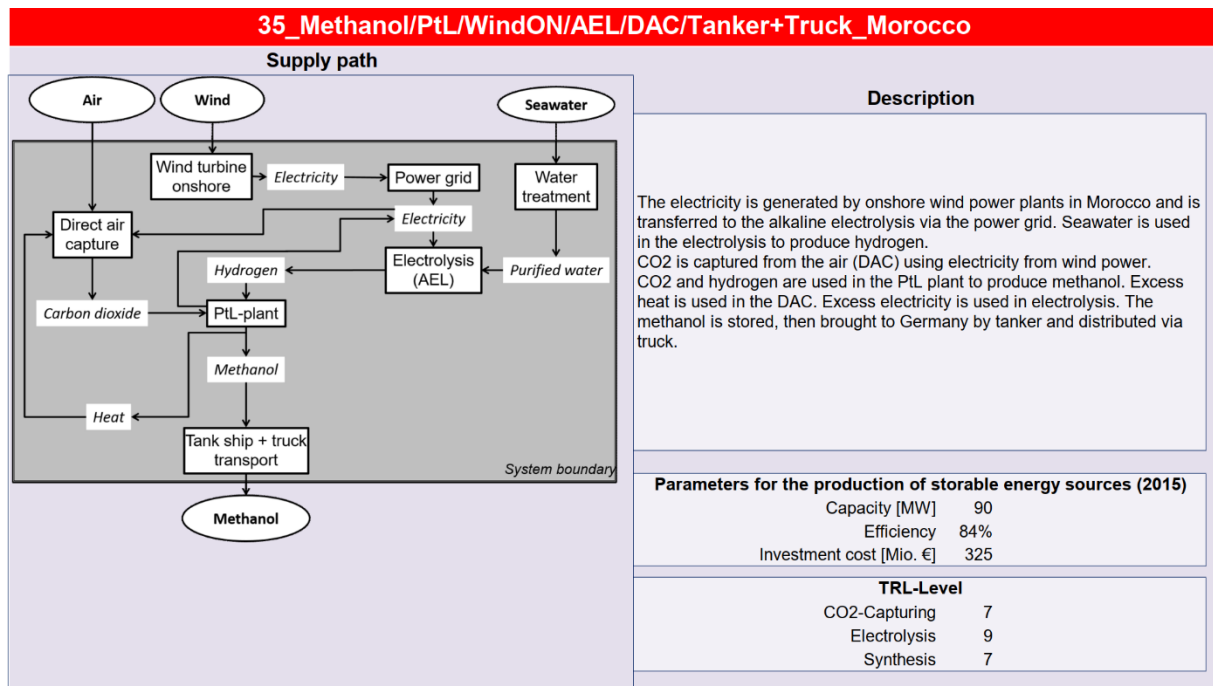 35_Methanol/PtL/WindON/AEL/DAC/Tanker+Truck_Morocco
Supply path
Air
Wind
Seawater
Wind turbine
onshore
Electricity
Power grid
Water
treatment
Direct air
capture
Electricity
Hydrogen
Electrolysis
(AEL)
Purified water
Carbon dioxide
PtL-plant
Methanol
Heat
Tank ship + truck
transport
System boundary
Methanol
Description
The electricity is generated by onshore wind power plants in Morocco and is
transferred to the alkaline electrolysis via the power grid. Seawater is used
in the electrolysis to produce hydrogen.
CO2 is captured from the air (DAC) using electricity from wind power.
CO2 and hydrogen are used in the PtL plant to produce methanol. Excess
heat is used in the DAC. Excess electricity is used in electrolysis. The
methanol is stored, then brought to Germany by tanker and distributed via
truck.
Parameters for the production of storable energy sources (2015)
Capacity [MW] 90
Efficiency 84%
Investment cost [Mio. €] 325
TRL-Level
CO2-Capturing 7
Electrolysis 9
Synthesis 7